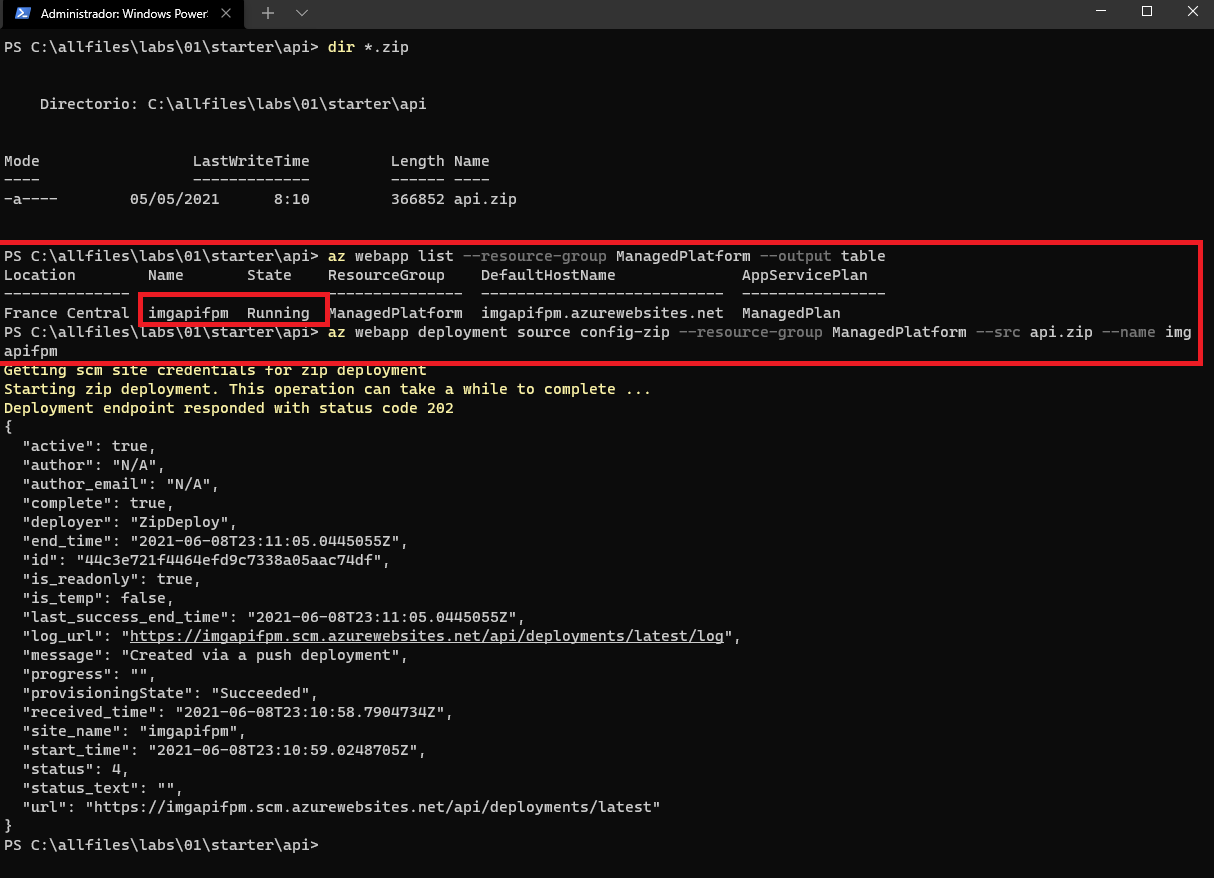 Administrador: Windows Power
PS C:\allfiles\labs\01\starter\api> dir *.zip
Directorio: C:\allfiles\labs\01\starter\api
Mode                 LastWriteTime         Length Name
----                 -------------         ------ ----
-a----        05/05/2021      8:10         366852 api.zip
PS C:\allfiles\labs\01\starter\api> az webapp list --resource-group ManagedPlatform --output table
Location        Name       State    ResourceGroup    DefaultHostName              AppServicePlan
--------------  ---------------  ---------------------------  ----------------
France Central  imgapifpm  Running  ManagedPlatform  imgapifpm.azurewebsites.net  ManagedPlan
PS C:\allfiles\labs\01\starter\api> az webapp deployment source config-zip --resource-group ManagedPlatform --src api.zip --name img
apifpm
Getting scm site credentials for zip deployment
Starting zip deployment. This operation can take a while to complete ...
Deployment endpoint responded with status code 202
{
  "active": true,
  "author": "N/A",
  "author_email": "N/A",
  "complete": true,
  "deployer": "ZipDeploy",
  "end_time": "2021-06-08T23:11:05.0445055Z",
  "id": "44c3e721f4464efd9c7338a05aac74df",
  "is_readonly": true,
  "is_temp": false,
  "last_success_end_time": "2021-06-08T23:11:05.0445055Z",
  "log_url": "https://imgapifpm.scm.azurewebsites.net/api/deployments/latest/log",
  "message": "Created via a push deployment",
  "progress": "",
  "provisioningState": "Succeeded",
  "received_time": "2021-06-08T23:10:58.7904734Z",
  "site_name": "imgapifpm",
  "start_time": "2021-06-08T23:10:59.0248705Z",
  "status": 4,
  "status_text": "",
  "url": "https://imgapifpm.scm.azurewebsites.net/api/deployments/latest"
}
PS C:\allfiles\labs\01\starter\api>